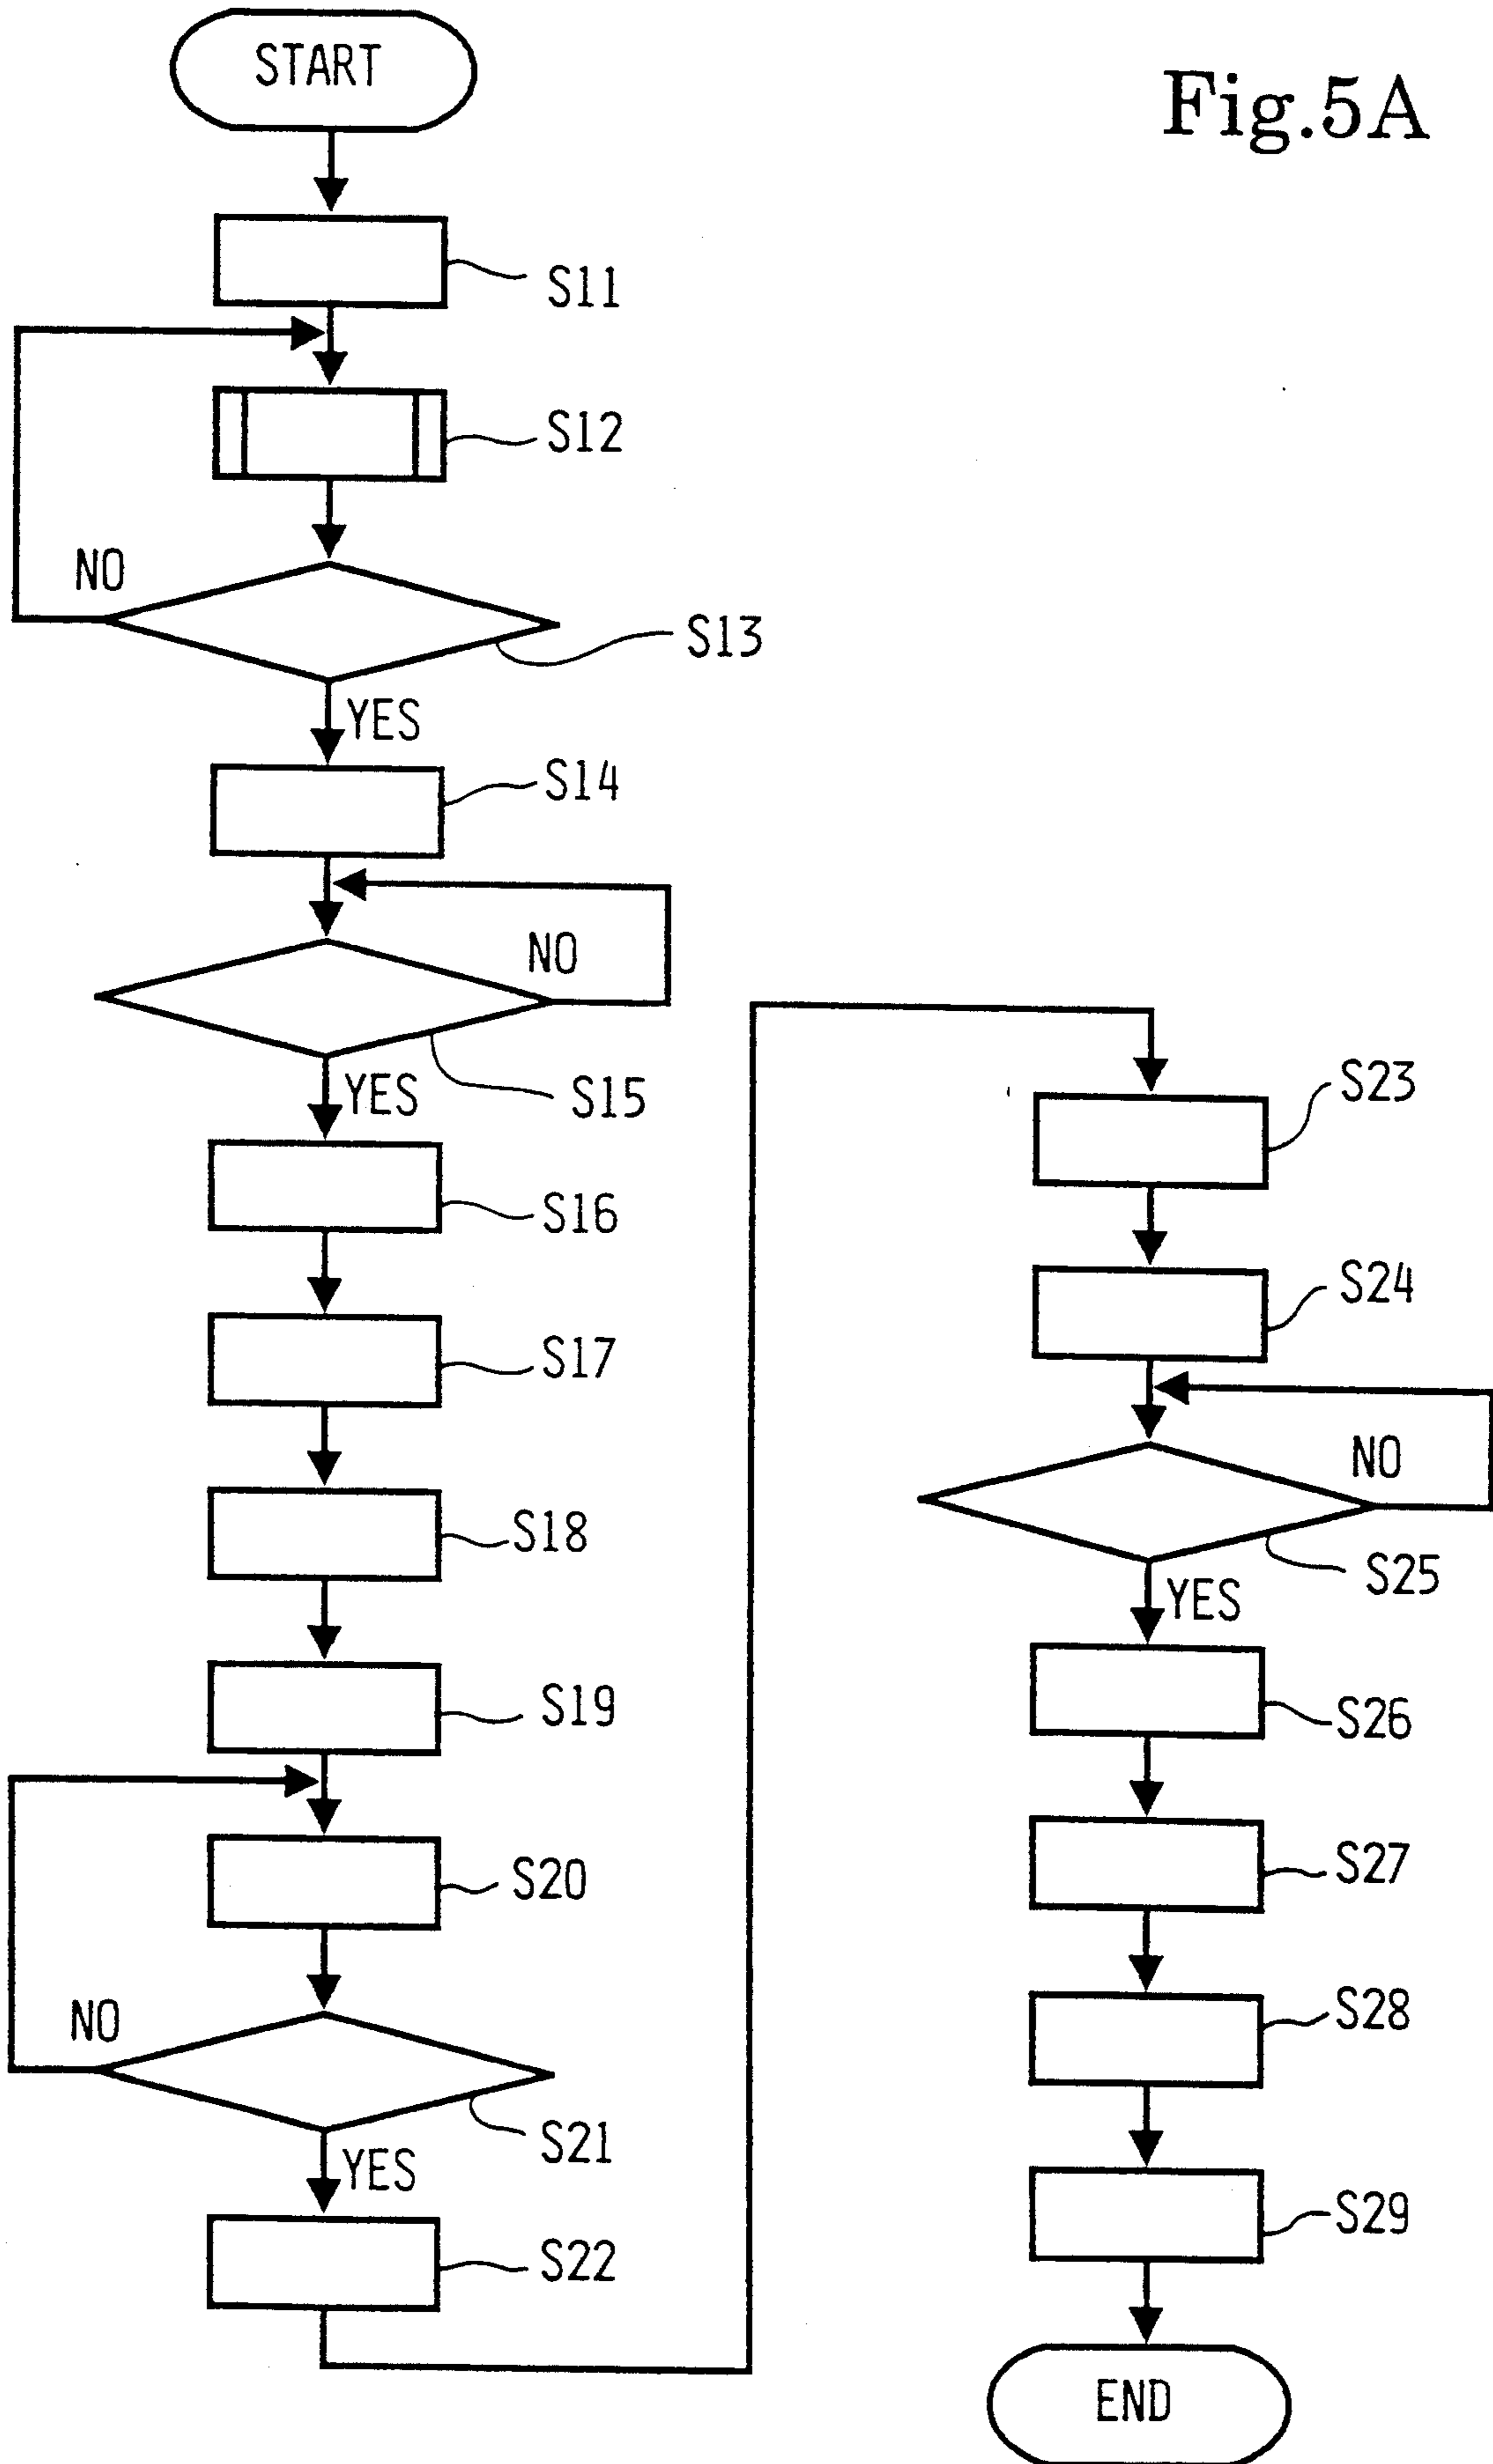 START
Fig.5A
S11
S12
NO
S13
YES
S14
NO
S15
YES
S16
S17
S18
S19
S20
NO
S21
YES
S22
S23
S24
NO
S25
YES
S26
S27
S28
S29
END